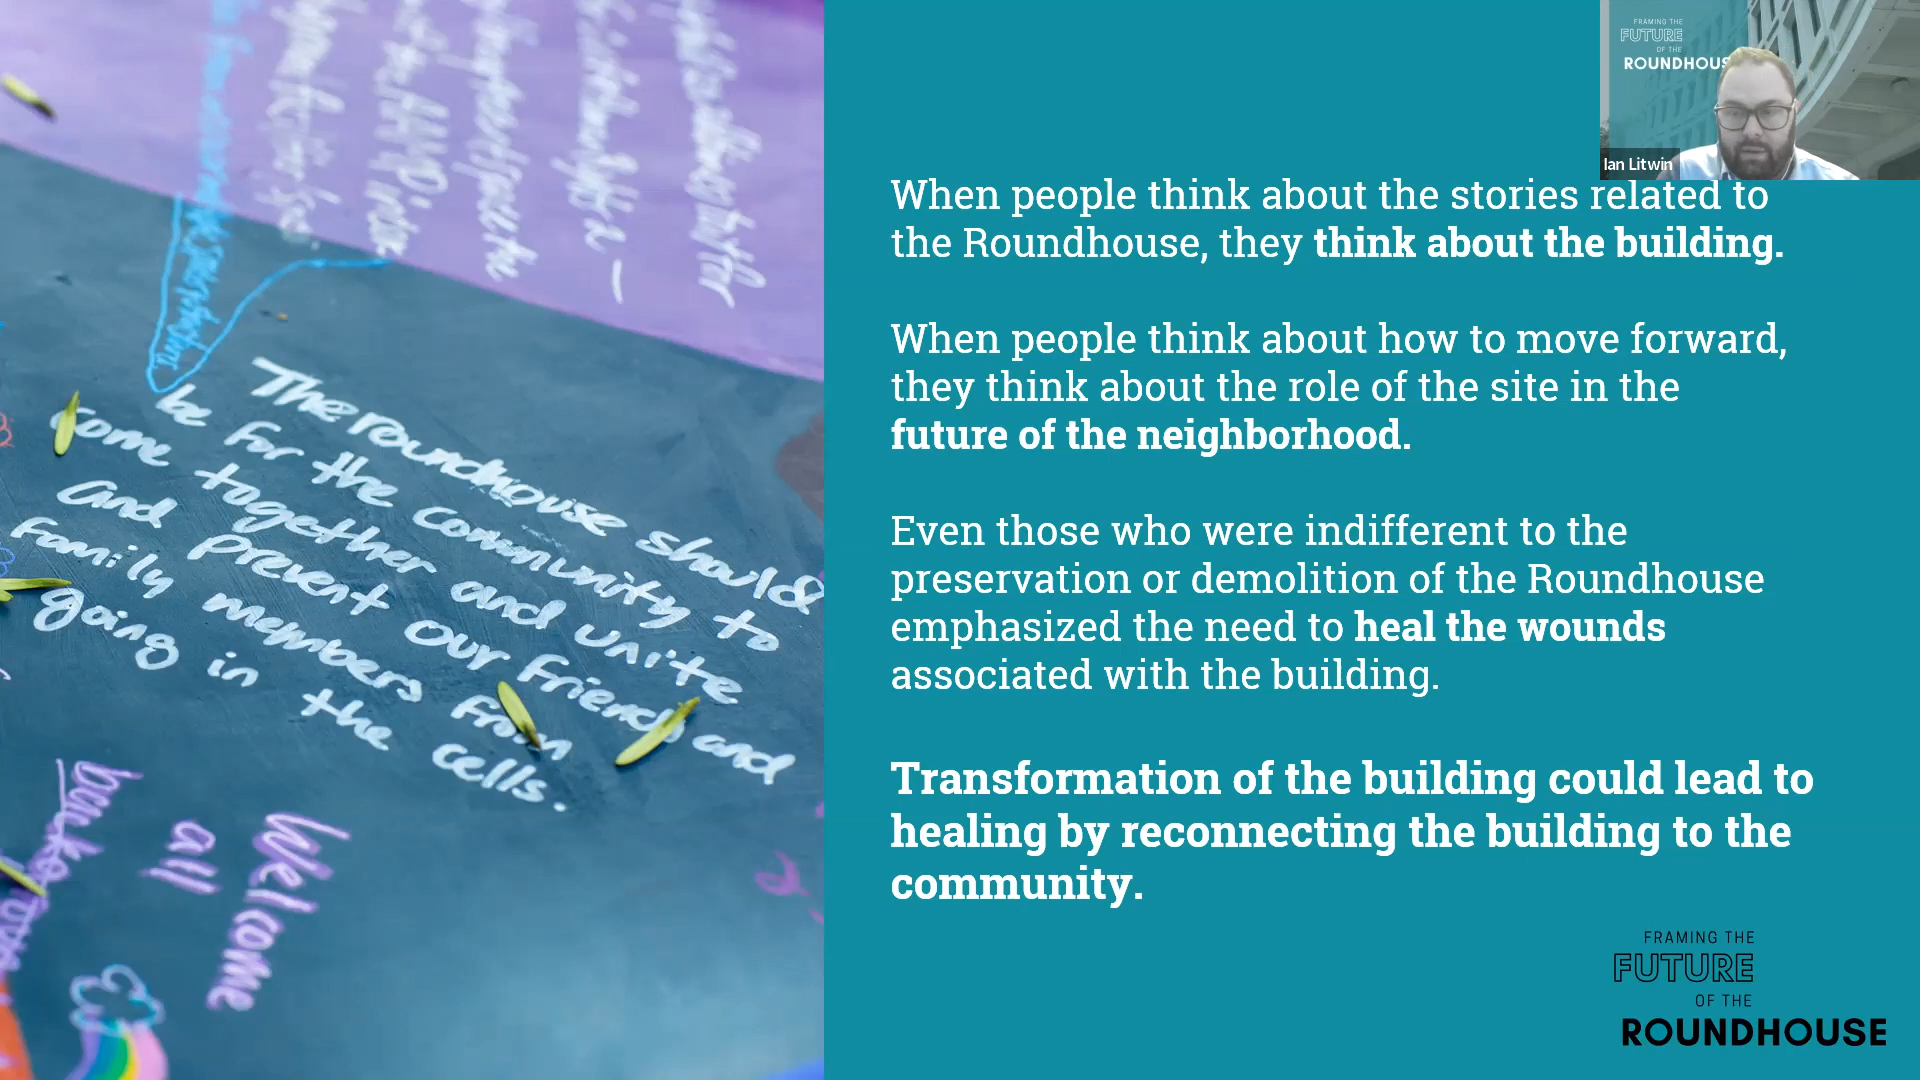 The roundhouse should
be for the community to
come together and unite
and prevent our friends and
family members from
going in the cells.
Welcome
all
When people think about the stories related to
the Roundhouse, they think about the building.
When people think about how to move forward,
they think about the role of the site in the
future of the neighborhood.
Even those who were indifferent to the
preservation or demolition of the Roundhouse
emphasized the need to heal the wounds
associated with the building.
Transformation of the building could lead to
healing by reconnecting the building to the
community.
FRAMING THE
FUTURE
OF THE
ROUNDHOUS
Ian Litwin
FRAMING THE
FUTURE
OF THE
ROUNDHOUSE